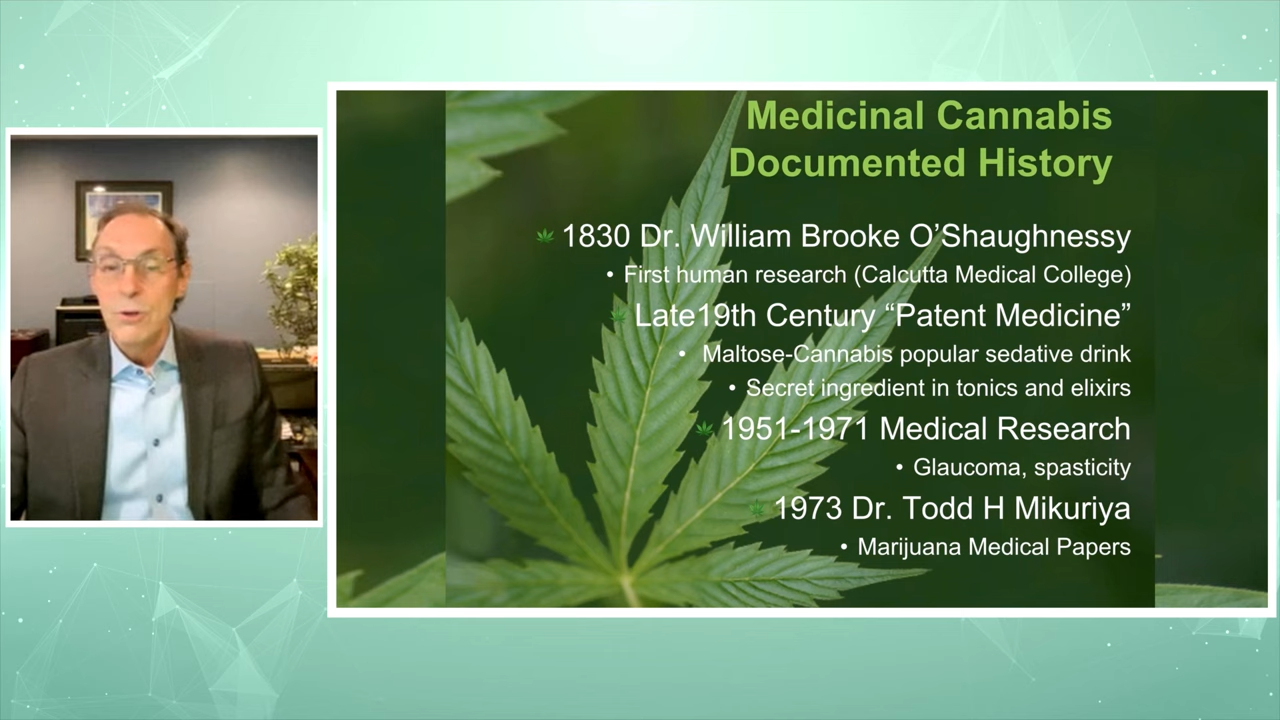 Medicinal Cannabis
Documented History
1830 Dr. William Brooke O’Shaughnessy
• First human research (Calcutta Medical College)
Late19th Century “Patent Medicine”
• Maltose-Cannabis popular sedative drink
• Secret ingredient in tonics and elixirs
1951-1971 Medical Research
• Glaucoma, spasticity
1973 Dr. Todd H Mikuriya
• Marijuana Medical Papers